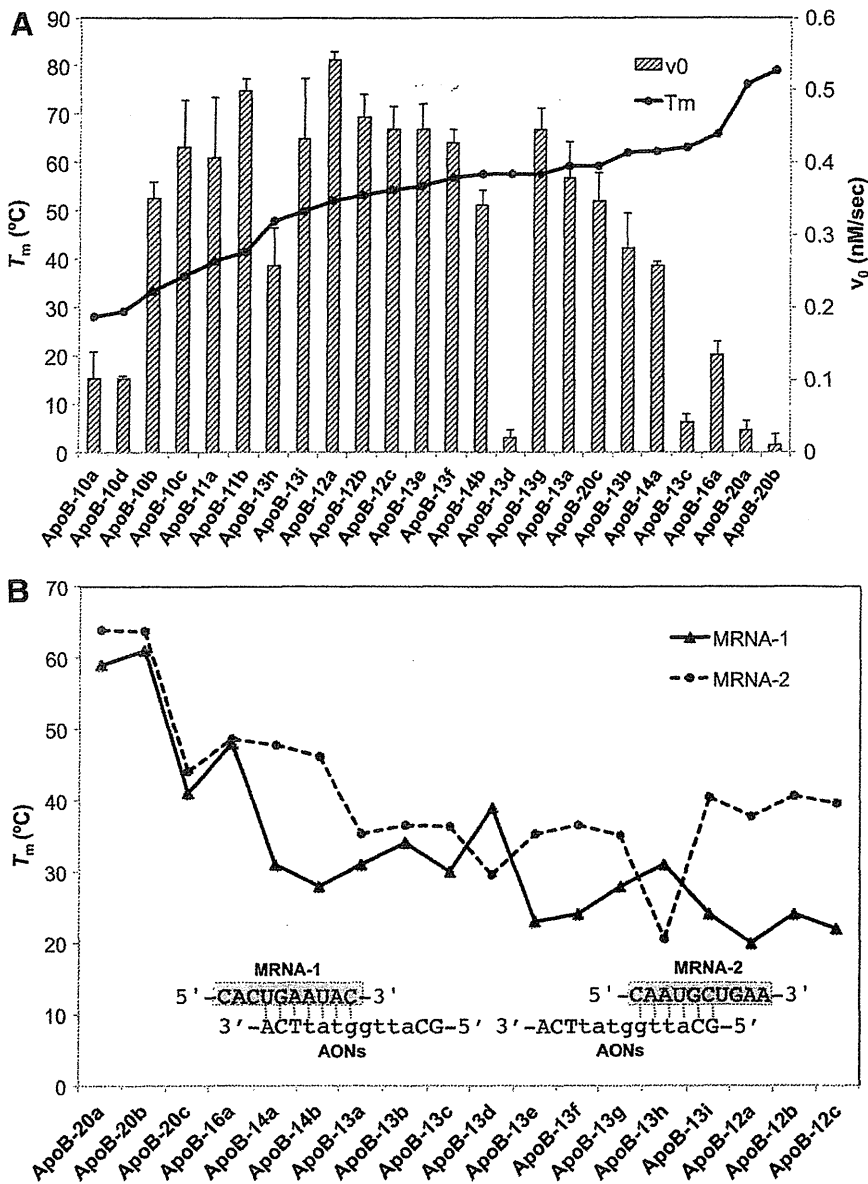 A
90
80
70
60
50
40
30
20
10
0
Tm (ºC)
v0
Tm
0.6
0.5
0.4
0.3
0.2
0.1
0
v0 (nM/sec)
ApoB-10a
ApoB-10d
ApoB-10b
ApoB-10c
ApoB-11a
ApoB-11b
ApoB-13h
ApoB-13i
ApoB-12a
ApoB-12b
ApoB-12c
ApoB-13e
ApoB-13f
ApoB-14b
ApoB-13d
ApoB-13g
ApoB-13a
ApoB-20c
ApoB-13b
ApoB-14a
ApoB-13c
ApoB-16a
ApoB-20a
ApoB-20b
B
70
60
50
40
30
20
10
0
Tm (ºC)
MRNA-1
MRNA-2
MRNA-1
5'-CACUGAAUAC-3'
3'-ACTtatggttaCG-5'
AONs
MRNA-2
5'-CAAUGCUGAA-3'
3'-ACTtatggttaCG-5'
AONs
ApoB-20a
ApoB-20b
ApoB-20c
ApoB-16a
ApoB-14a
ApoB-14b
ApoB-13a
ApoB-13b
ApoB-13c
ApoB-13d
ApoB-13e
ApoB-13f
ApoB-13g
ApoB-13h
ApoB-13i
ApoB-12a
ApoB-12b
ApoB-12c